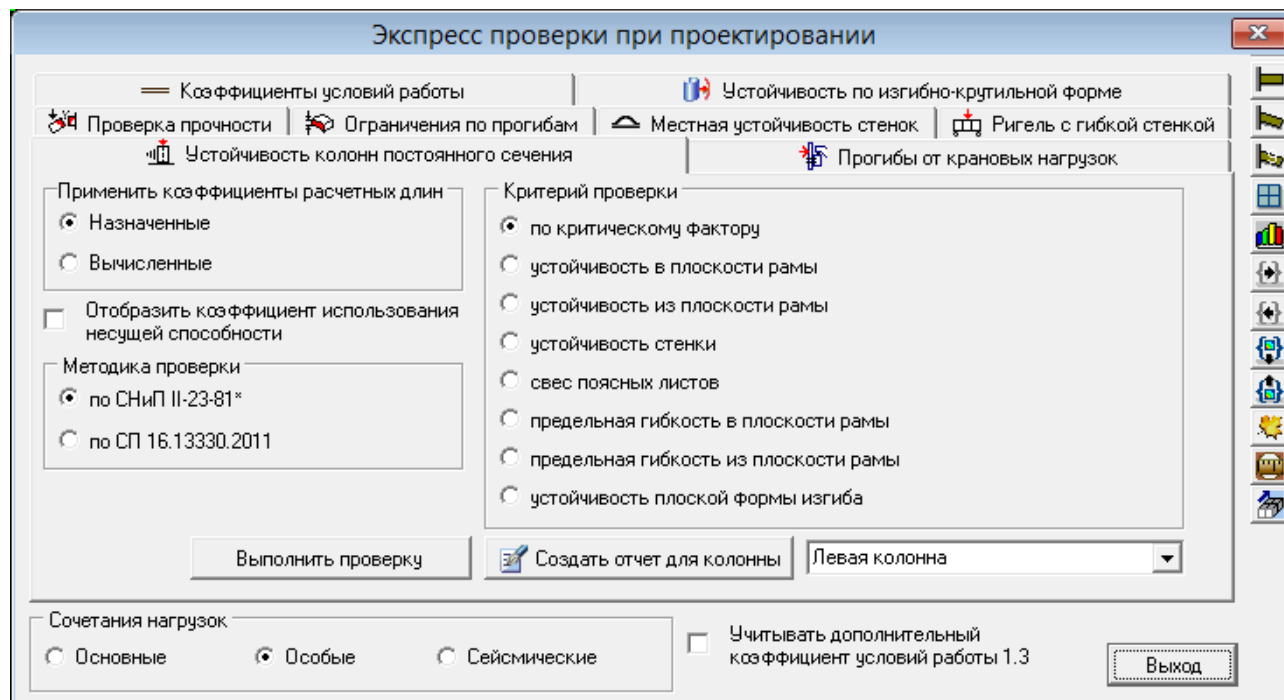 Экспресс проверки при проектировании
Коэффициенты условий работы
Устойчивость по изгибно-крутильной форме
Проверка прочности
Ограничения по прогибам
Местная устойчивость стенок
Ригель с гибкой стенкой
Устойчивость колонн постоянного сечения
Прогибы от крановых нагрузок
Применить коэффициенты расчетных длин
Назначенные
Вычисленные
Отобразить коэффициент использования
несущей способности
Методика проверки
по СНиП II-23-81*
по СП 16.13330.2011
Критерий проверки
по критическому фактору
устойчивость в плоскости рамы
устойчивость из плоскости рамы
устойчивость стенки
свес поясных листов
предельная гибкость в плоскости рамы
предельная гибкость из плоскости рамы
устойчивость плоской формы изгиба
Выполнить проверку
Создать отчет для колонны
Левая колонна
Сочетания нагрузок
Основные
Особые
Сейсмические
Учитывать дополнительный
коэффициент условий работы 1.3
Выход